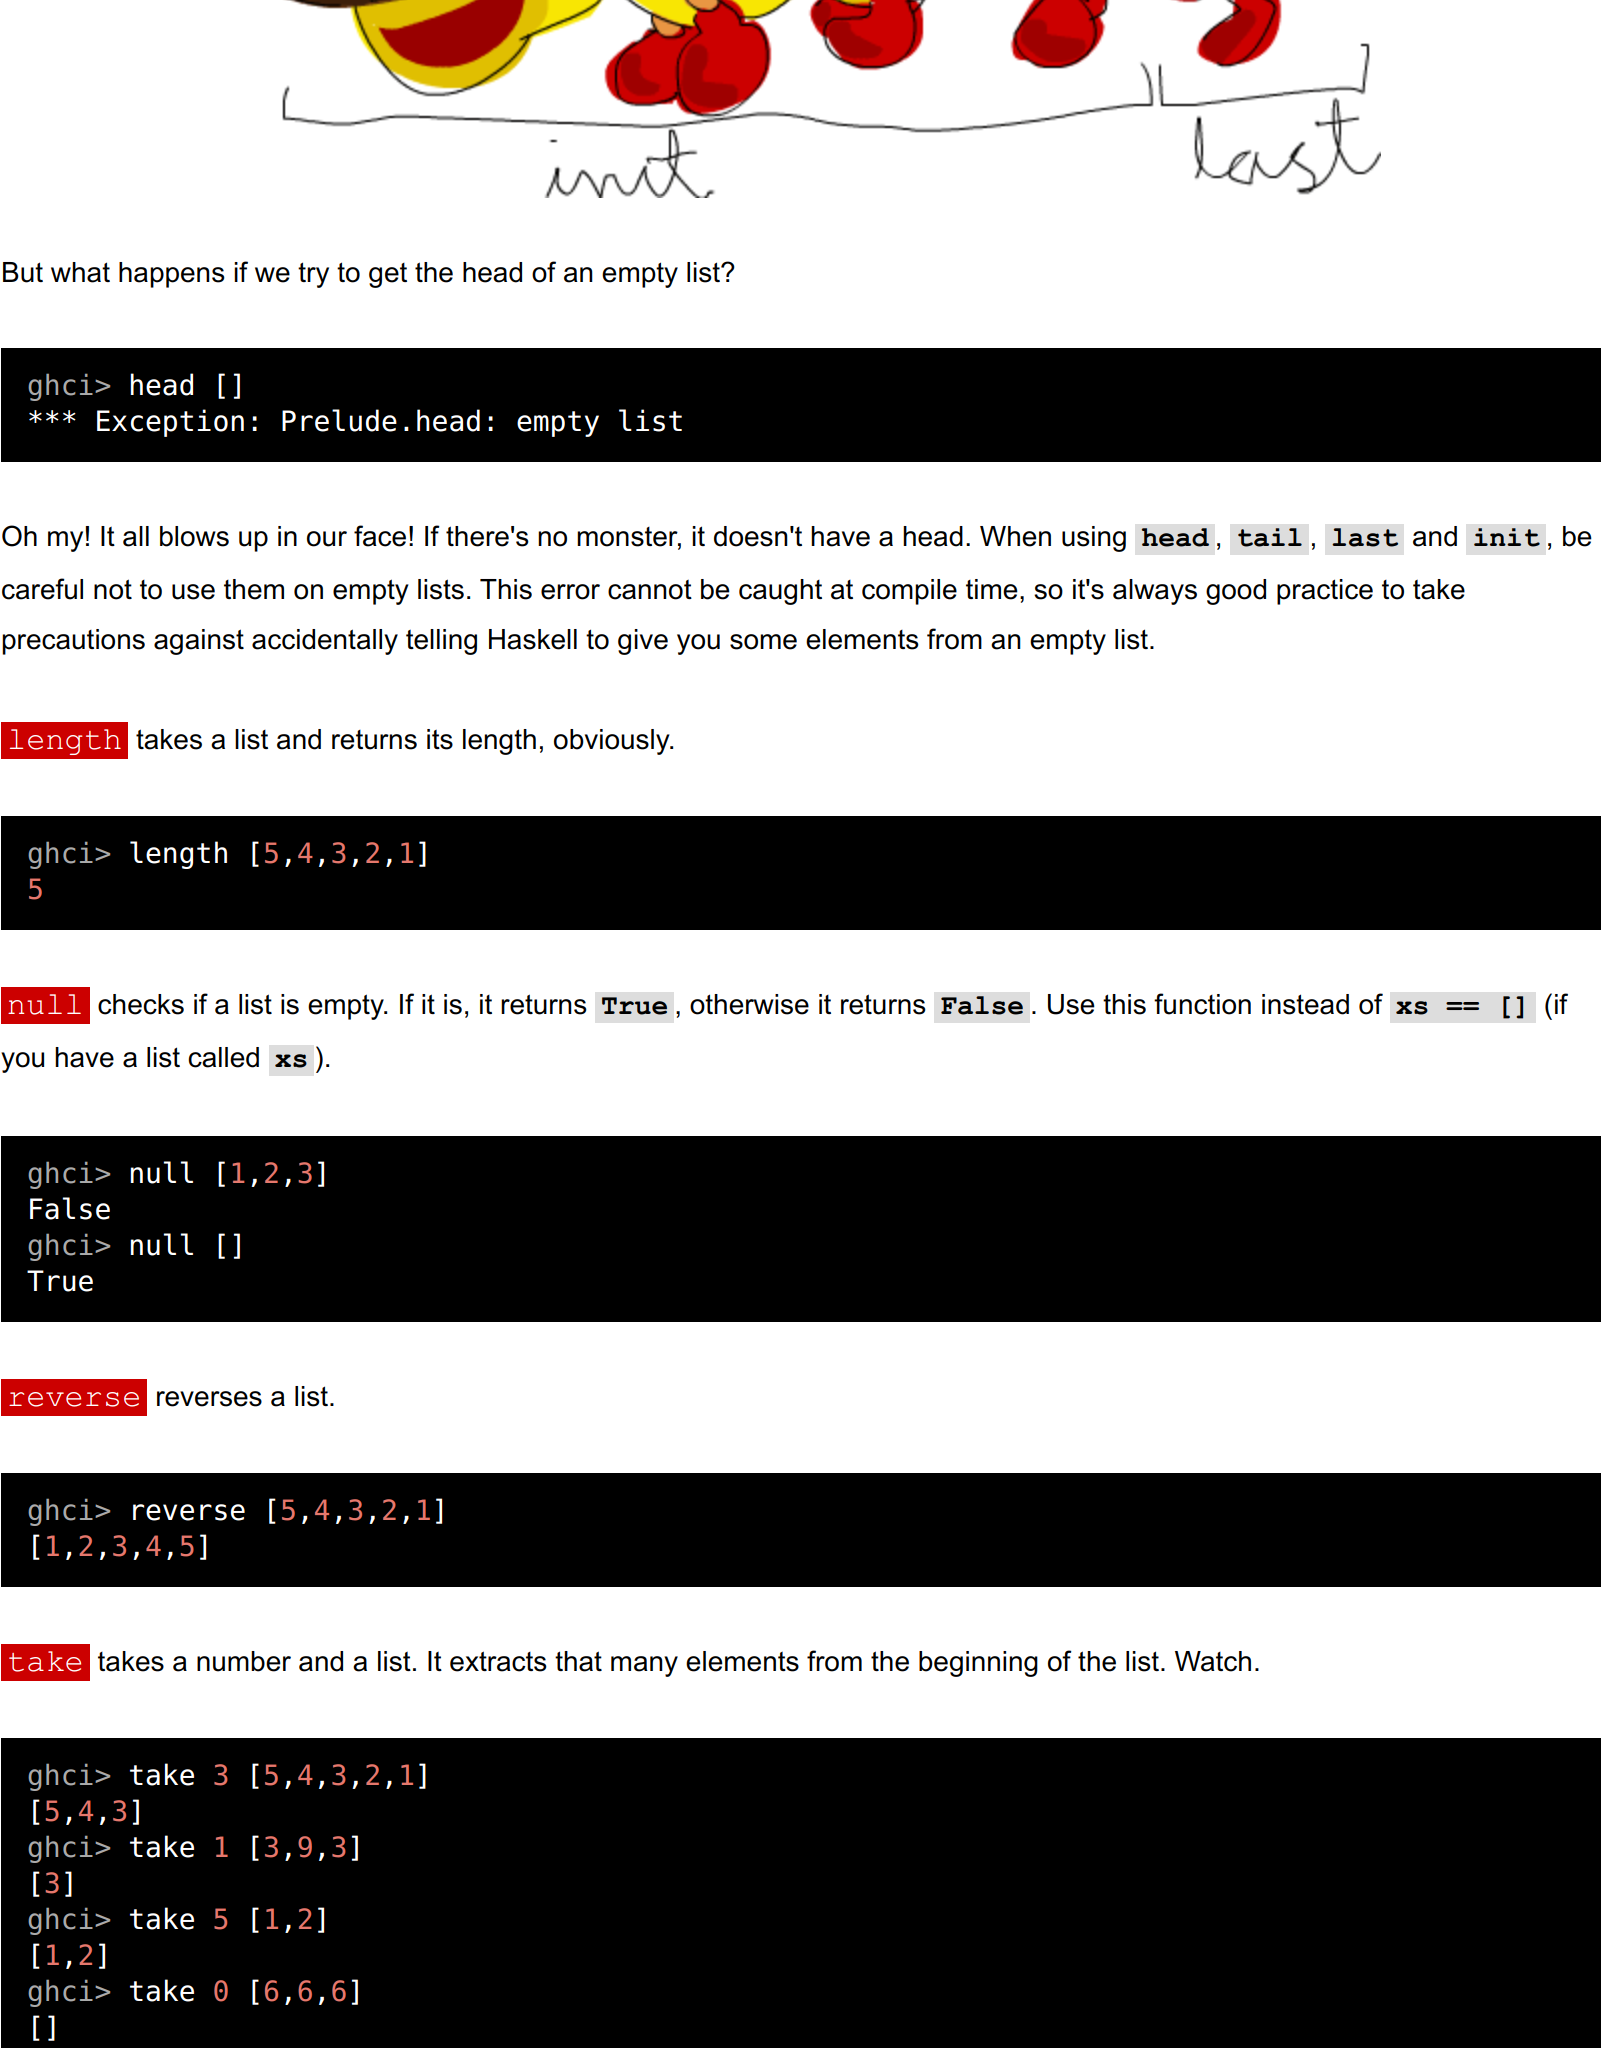 init last
But what happens if we try to get the head of an empty list?
ghci> head []
*** Exception: Prelude.head: empty list
Oh my! It all blows up in our face! If there's no monster, it doesn't have a head. When using head, tail, last and init, be
careful not to use them on empty lists. This error cannot be caught at compile time, so it's always good practice to take
precautions against accidentally telling Haskell to give you some elements from an empty list.
length takes a list and returns its length, obviously.
ghci> length [5,4,3,2,1]
5
null checks if a list is empty. If it is, it returns True, otherwise it returns False. Use this function instead of xs == [] (if
you have a list called xs).
ghci> null [1,2,3]
False
ghci> null []
True
reverse reverses a list.
ghci> reverse [5,4,3,2,1]
[1,2,3,4,5]
take takes a number and a list. It extracts that many elements from the beginning of the list. Watch.
ghci> take 3 [5,4,3,2,1]
[5,4,3]
ghci> take 1 [3,9,3]
[3]
ghci> take 5 [1,2]
[1,2]
ghci> take 0 [6,6,6]
[]